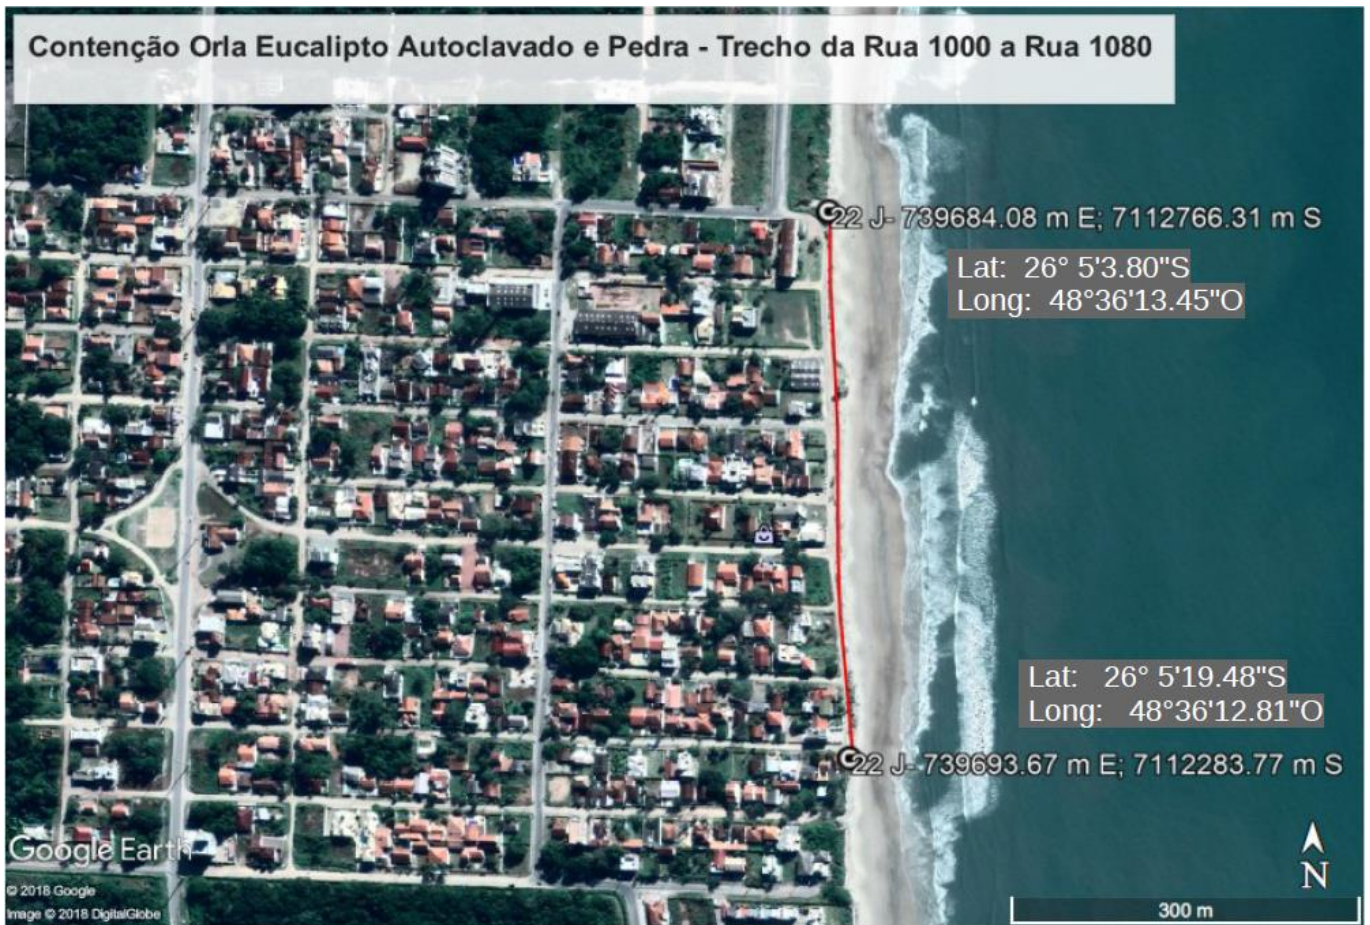 Contenção Orla Eucalipto Autoclavado e Pedra - Trecho da Rua 1000 a Rua 1080
22 J- 739684.08 m E; 7112766.31 m S
Lat: 26° 5'3.80"S
Long: 48°36'13.45"O
Lat: 26° 5'19.48"S
Long: 48°36'12.81"O
22 J- 739693.67 m E; 7112283.77 m S
Google Earth
© 2018 Google
Image © 2018 DigitalGlobe
N
300 m